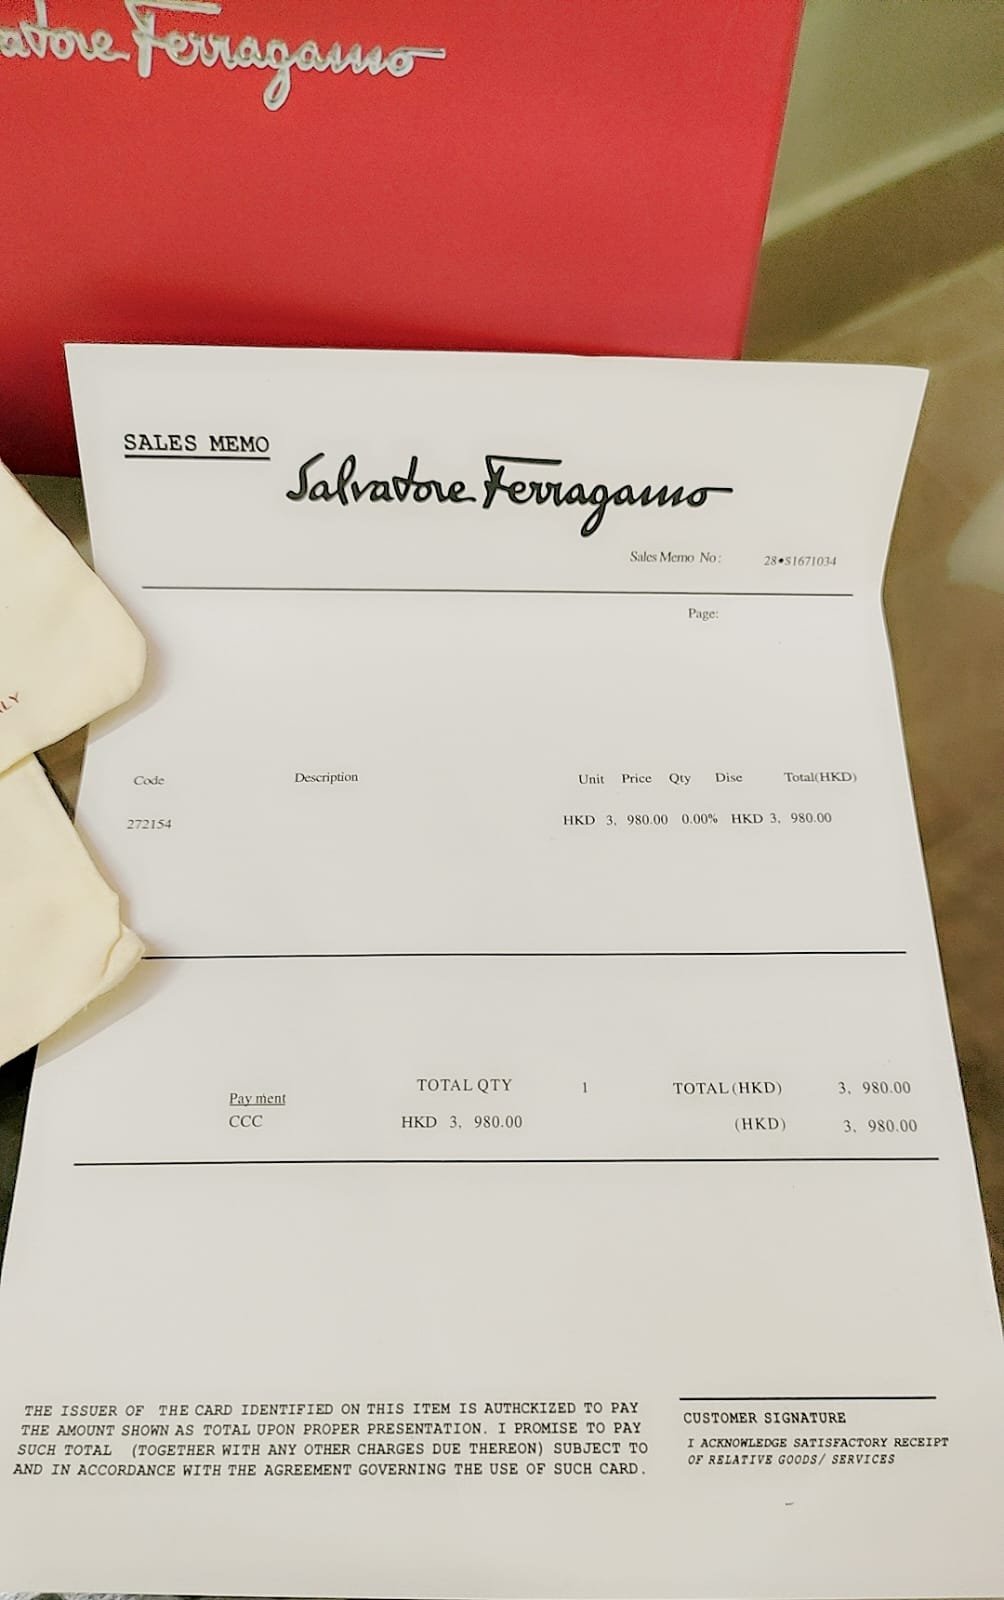 atore Ferragamo
SALES MEMO
Salvatore Ferragamo
Sales Memo No: 28•S1671034
Page:
LY
Code Description Unit Price Qty Dise Total(HKD)
272154 HKD 3, 980.00 0.00% HKD 3, 980.00
TOTAL QTY 1 TOTAL (HKD) 3, 980.00
Pay ment
CCC HKD 3, 980.00 (HKD) 3, 980.00
THE ISSUER OF THE CARD IDENTIFIED ON THIS ITEM IS AUTHCKIZED TO PAY
THE AMOUNT SHOWN AS TOTAL UPON PROPER PRESENTATION. I PROMISE TO PAY
SUCH TOTAL (TOGETHER WITH ANY OTHER CHARGES DUE THEREON) SUBJECT TO
AND IN ACCORDANCE WITH THE AGREEMENT GOVERNING THE USE OF SUCH CARD.
CUSTOMER SIGNATURE
I ACKNOWLEDGE SATISFACTORY RECEIPT
OF RELATIVE GOODS/ SERVICES